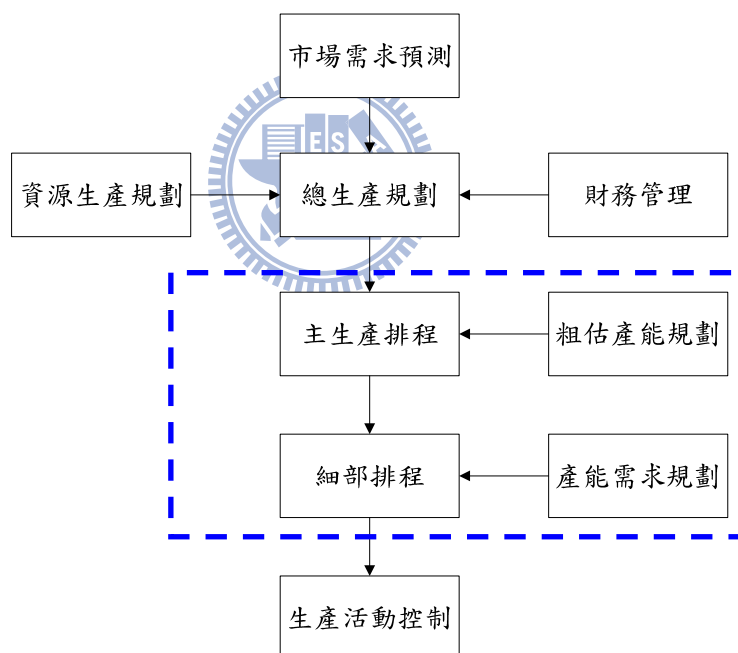 市場需求預測
ES
資源生產規劃
總生產規劃
財務管理
主生產排程
粗估產能規劃
細部排程
產能需求規劃
生產活動控制